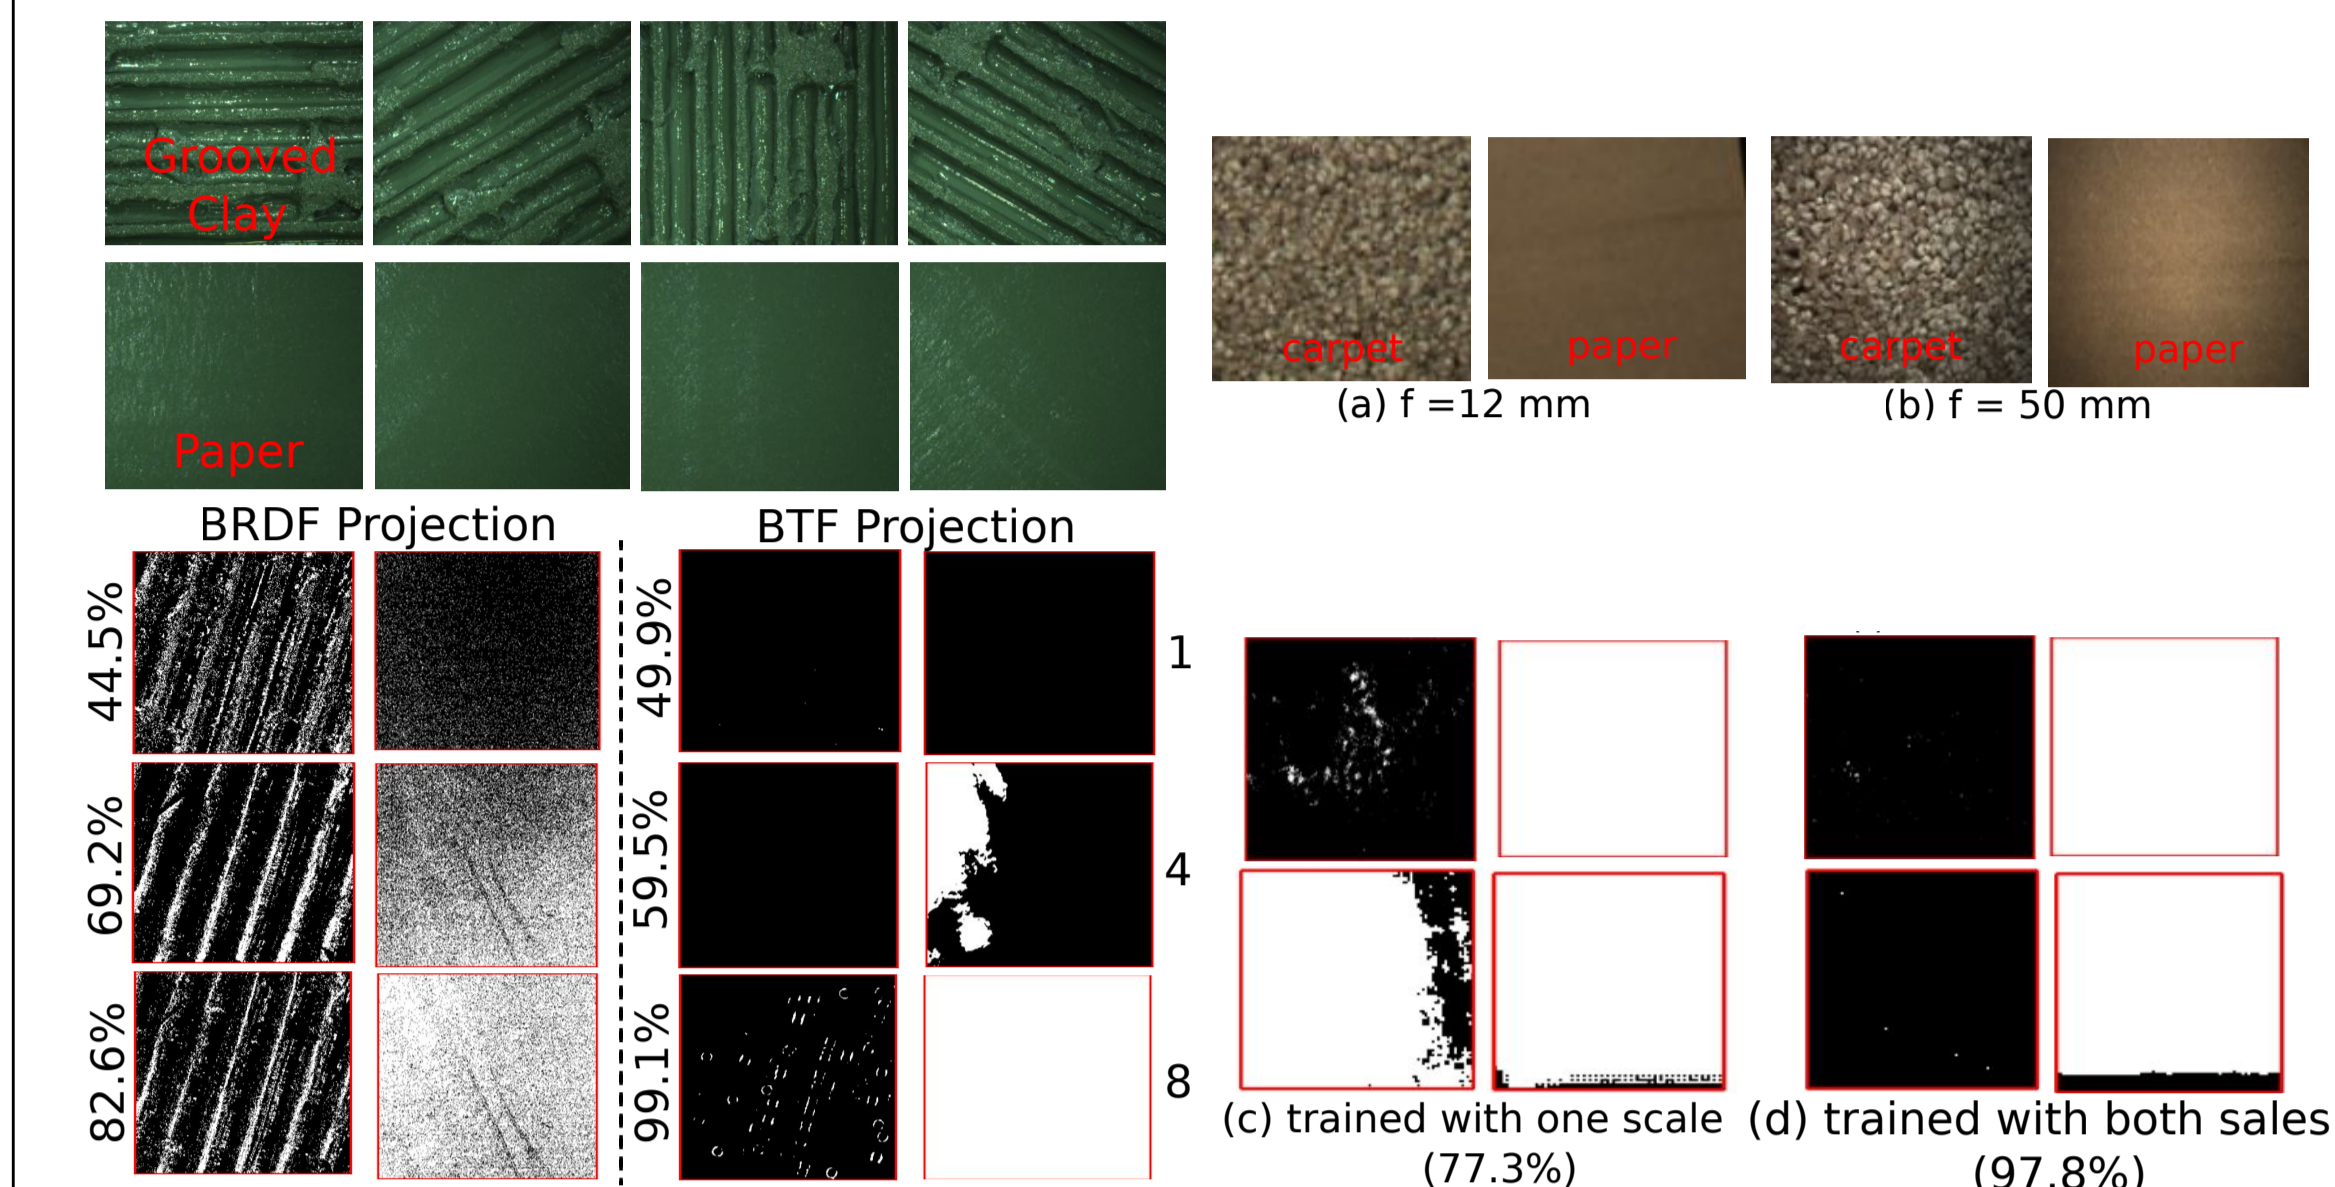 Grooved
Clay
Paper
carpet
paper
carpet
paper
(a) f =12 mm
(b) f = 50 mm
BRDF Projection
BTF Projection
44.5%
49.9%
1
69.2%
59.5%
4
82.6%
99.1%
8
(c) trained with one scale
(77.3%)
(d) trained with both sales
(97.8%)